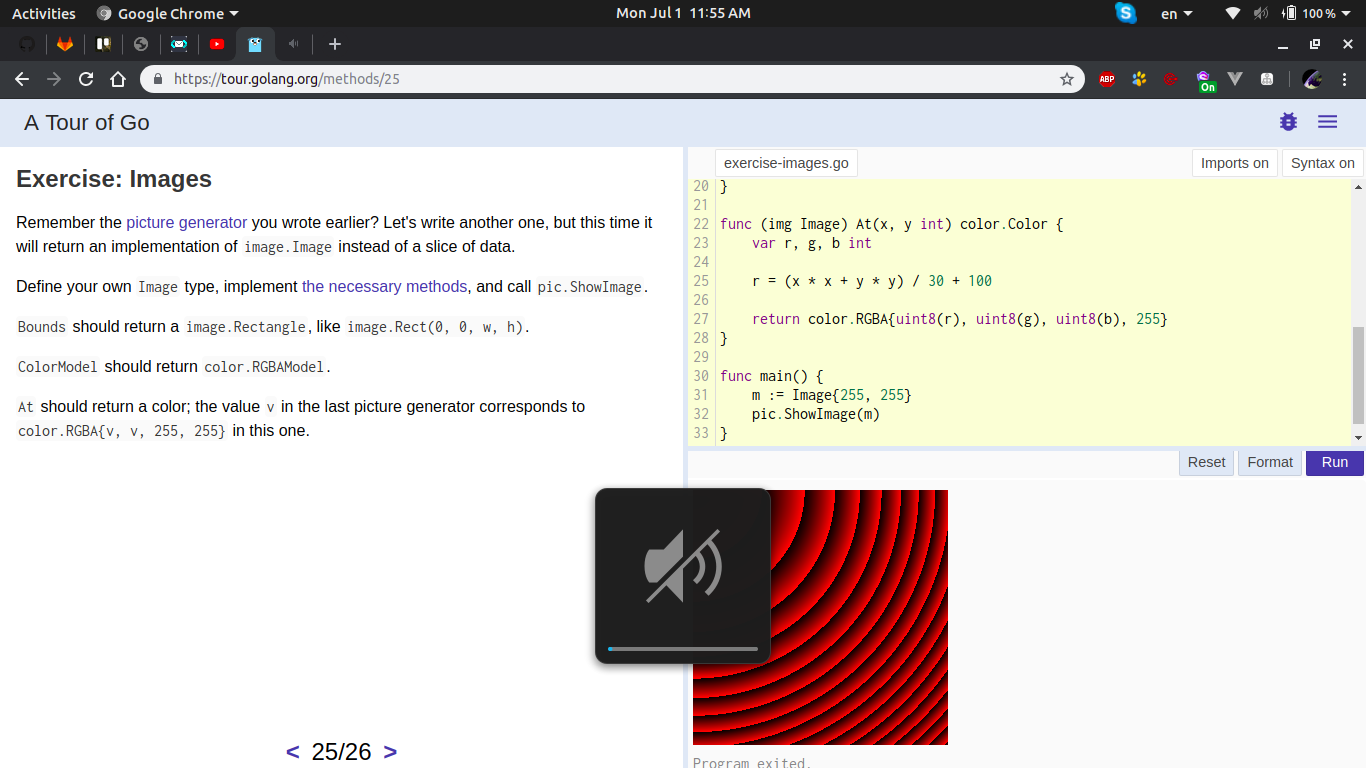 Activities Google Chrome Mon Jul 1 11:55 AM en 100 %
ABP On
https://tour.golang.org/methods/25
A Tour of Go
Exercise: Images
Remember the picture generator you wrote earlier? Let's write another one, but this time it
will return an implementation of image.Image instead of a slice of data.
Define your own Image type, implement the necessary methods, and call pic.ShowImage.
Bounds should return a image.Rectangle, like image.Rect(0, 0, w, h).
ColorModel should return color.RGBAModel.
At should return a color; the value v in the last picture generator corresponds to
color.RGBA{v, v, 255, 255} in this one.
< 25/26 >
exercise-images.go Imports on Syntax on
20 }
21
22 func (img Image) At(x, y int) color.Color {
23 var r, g, b int
24
25 r = (x * x + y * y) / 30 + 100
26
27 return color.RGBA{uint8(r), uint8(g), uint8(b), 255}
28 }
29
30 func main() {
31 m := Image{255, 255}
32 pic.ShowImage(m)
33 }
Reset Format Run
Program exited.